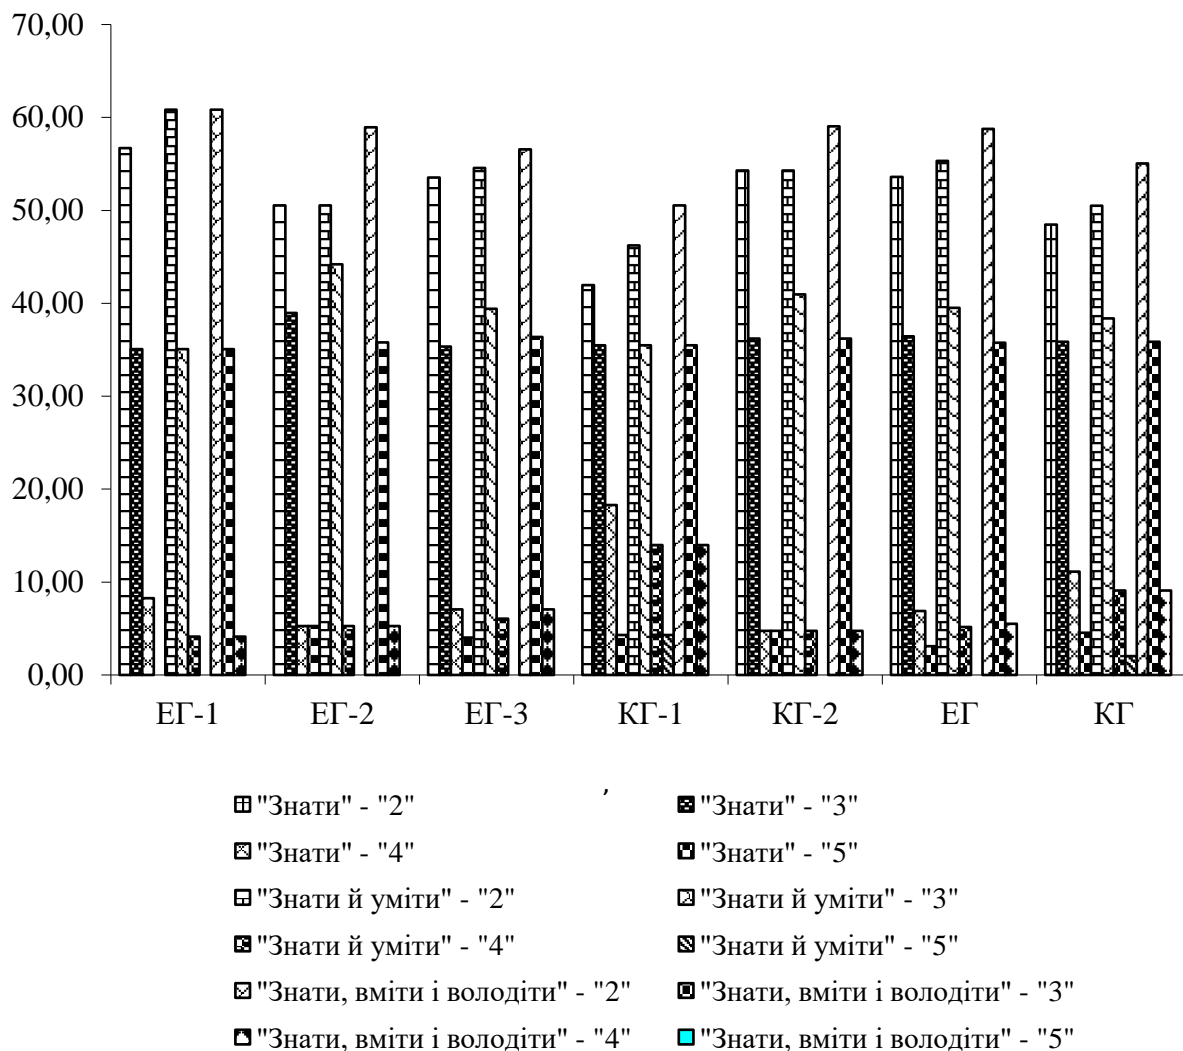 70,00
60,00
50,00
40,00
30,00
20,00
10,00
0,00
ЕГ-1 ЕГ-2 ЕГ-3 КГ-1 КГ-2 ЕГ КГ
,
"Знати" - "2" "Знати" - "3"
"Знати" - "4" "Знати" - "5"
"Знати й уміти" - "2" "Знати й уміти" - "3"
"Знати й уміти" - "4" "Знати й уміти" - "5"
"Знати, вміти і володіти" - "2" "Знати, вміти і володіти" - "3"
"Знати, вміти і володіти" - "4" "Знати, вміти і володіти" - "5"